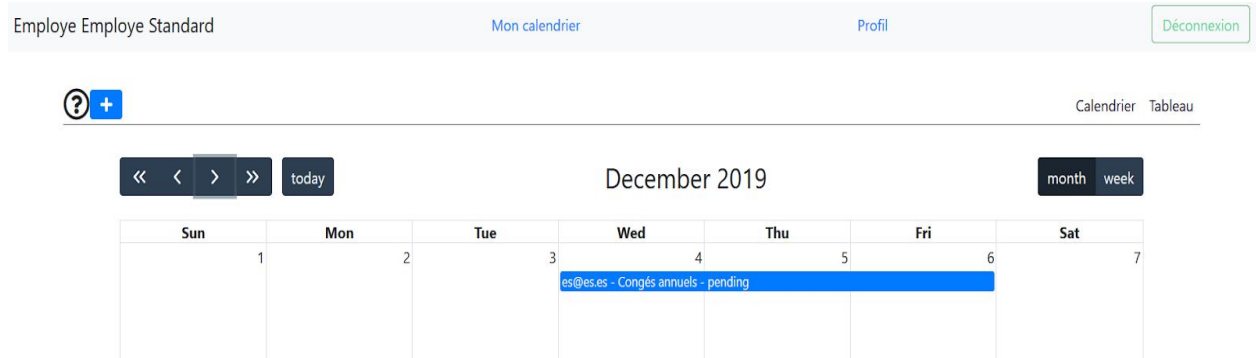 Employe Employe Standard Mon calendrier Profil Déconnexion
? + Calendrier Tableau
« < > » today December 2019 month week
Sun Mon Tue Wed Thu Fri Sat
1 2 3 4 5 6 7
es@es.es - Congés annuels - pending